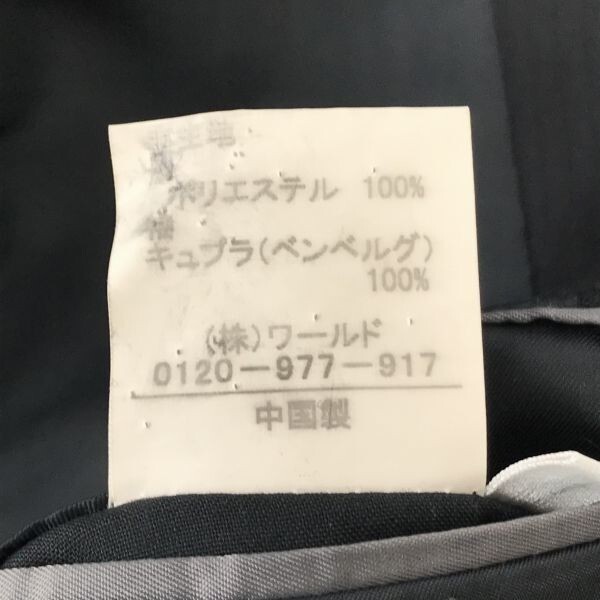 ポリエステル 100%
キュプラ(ベンベルグ)
100%
(株)ワールド
0120-977-917
中国製